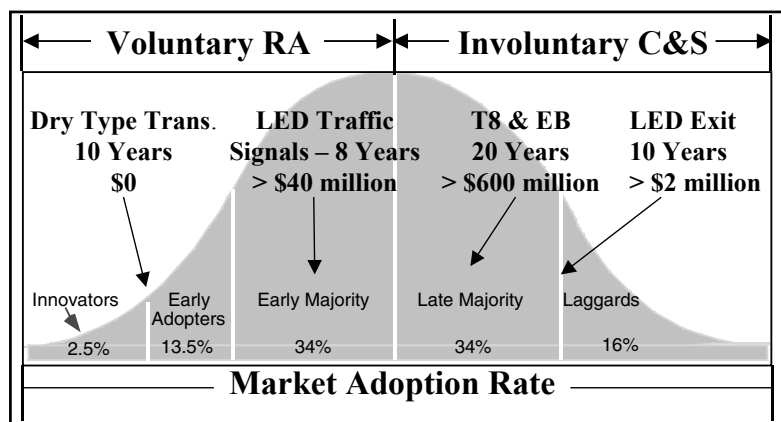 Voluntary RA
Involuntary C&S
Dry Type Trans.
10 Years
$0
LED Traffic
Signals – 8 Years
> $40 million
T8 & EB
20 Years
> $600 million
LED Exit
10 Years
> $2 million
Innovators
2.5%
Early
Adopters
13.5%
Early Majority
34%
Late Majority
34%
Laggards
16%
Market Adoption Rate